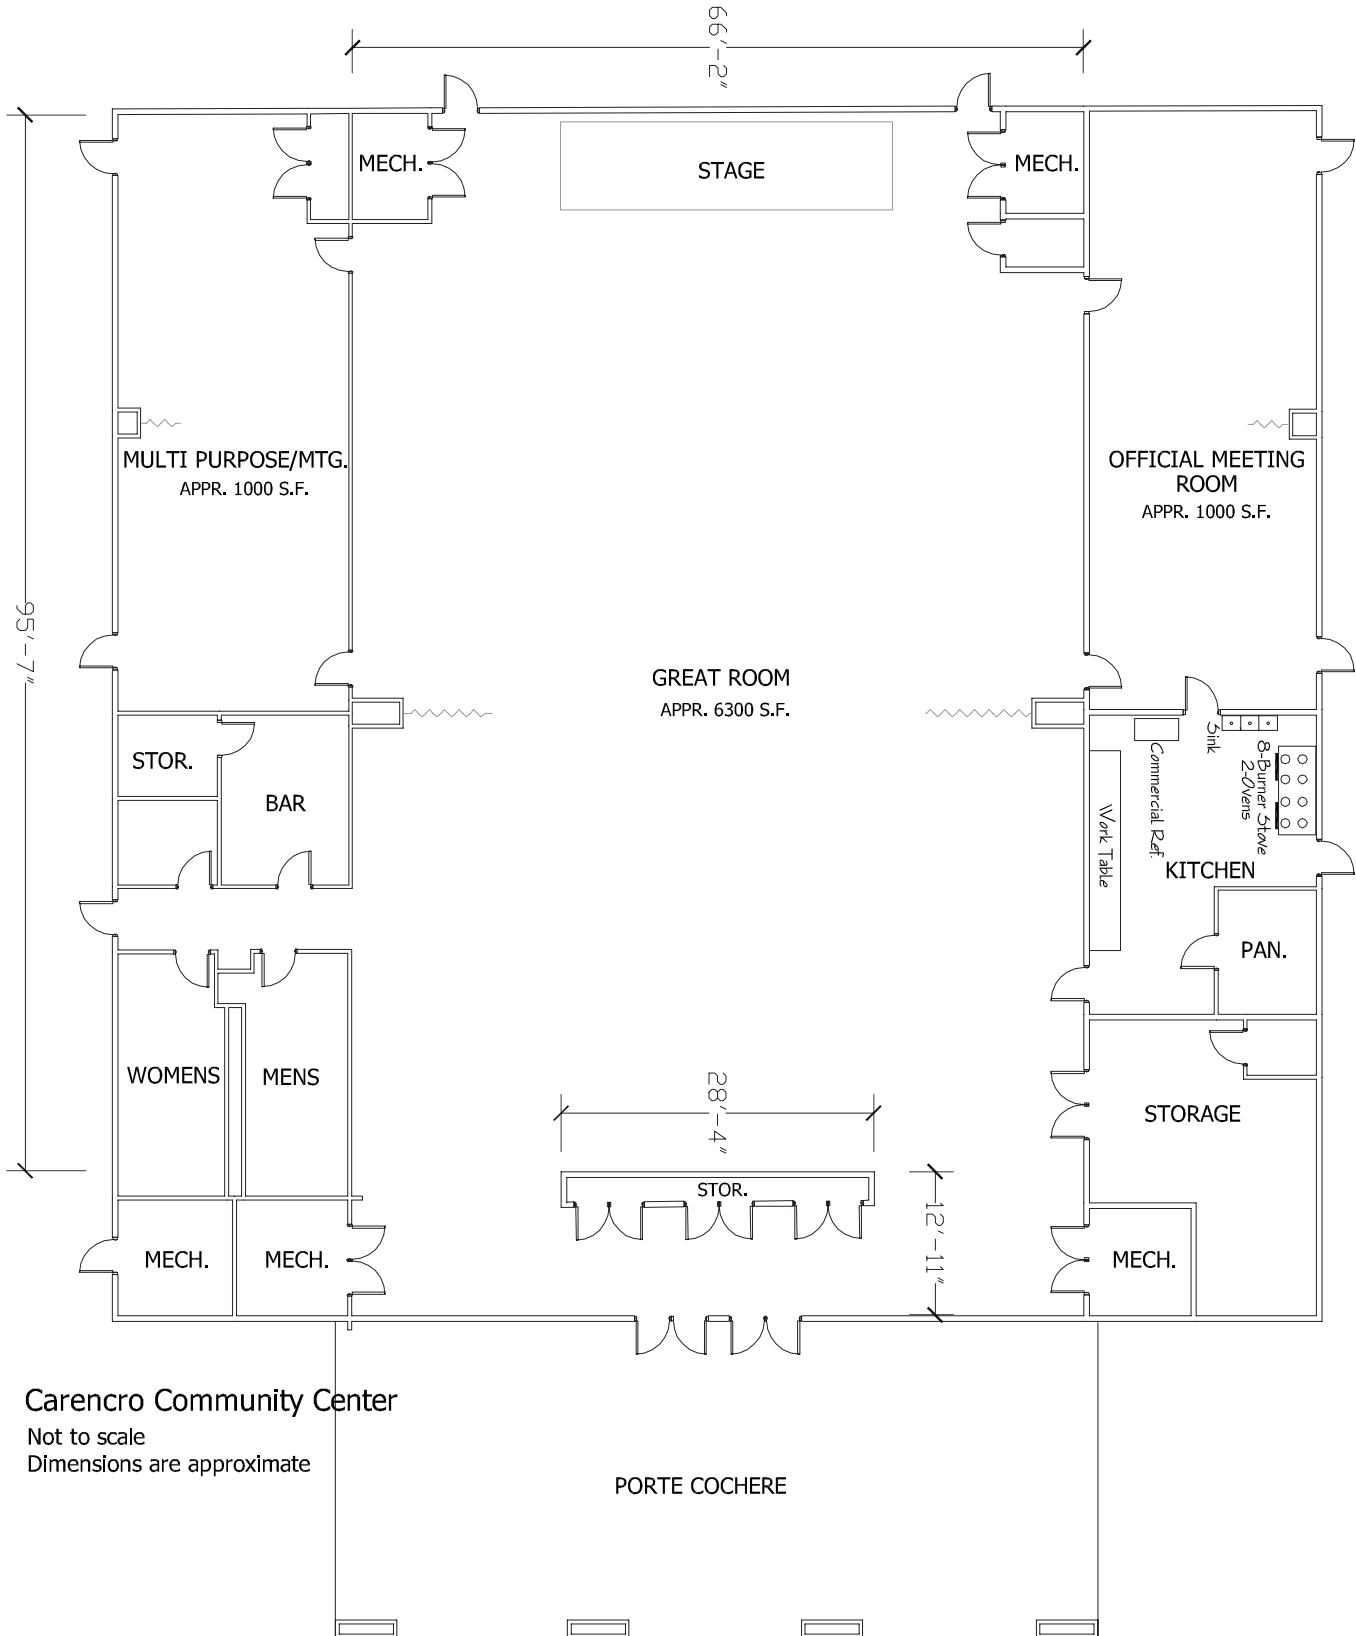 66'-2"
MECH.
STAGE
MECH.
MULTI PURPOSE/MTG.
APPR. 1000 S.F.
OFFICIAL MEETING
ROOM
APPR. 1000 S.F.
95'-7"
GREAT ROOM
APPR. 6300 S.F.
STOR.
BAR
Sink
8-Burner Stove
2-Ovens
Commercial Ref.
Work Table
KITCHEN
PAN.
WOMENS
MENS
28'-4"
STORAGE
STOR.
12'-11"
MECH.
MECH.
MECH.
Carencro Community Center
Not to scale
Dimensions are approximate
PORTE COCHERE